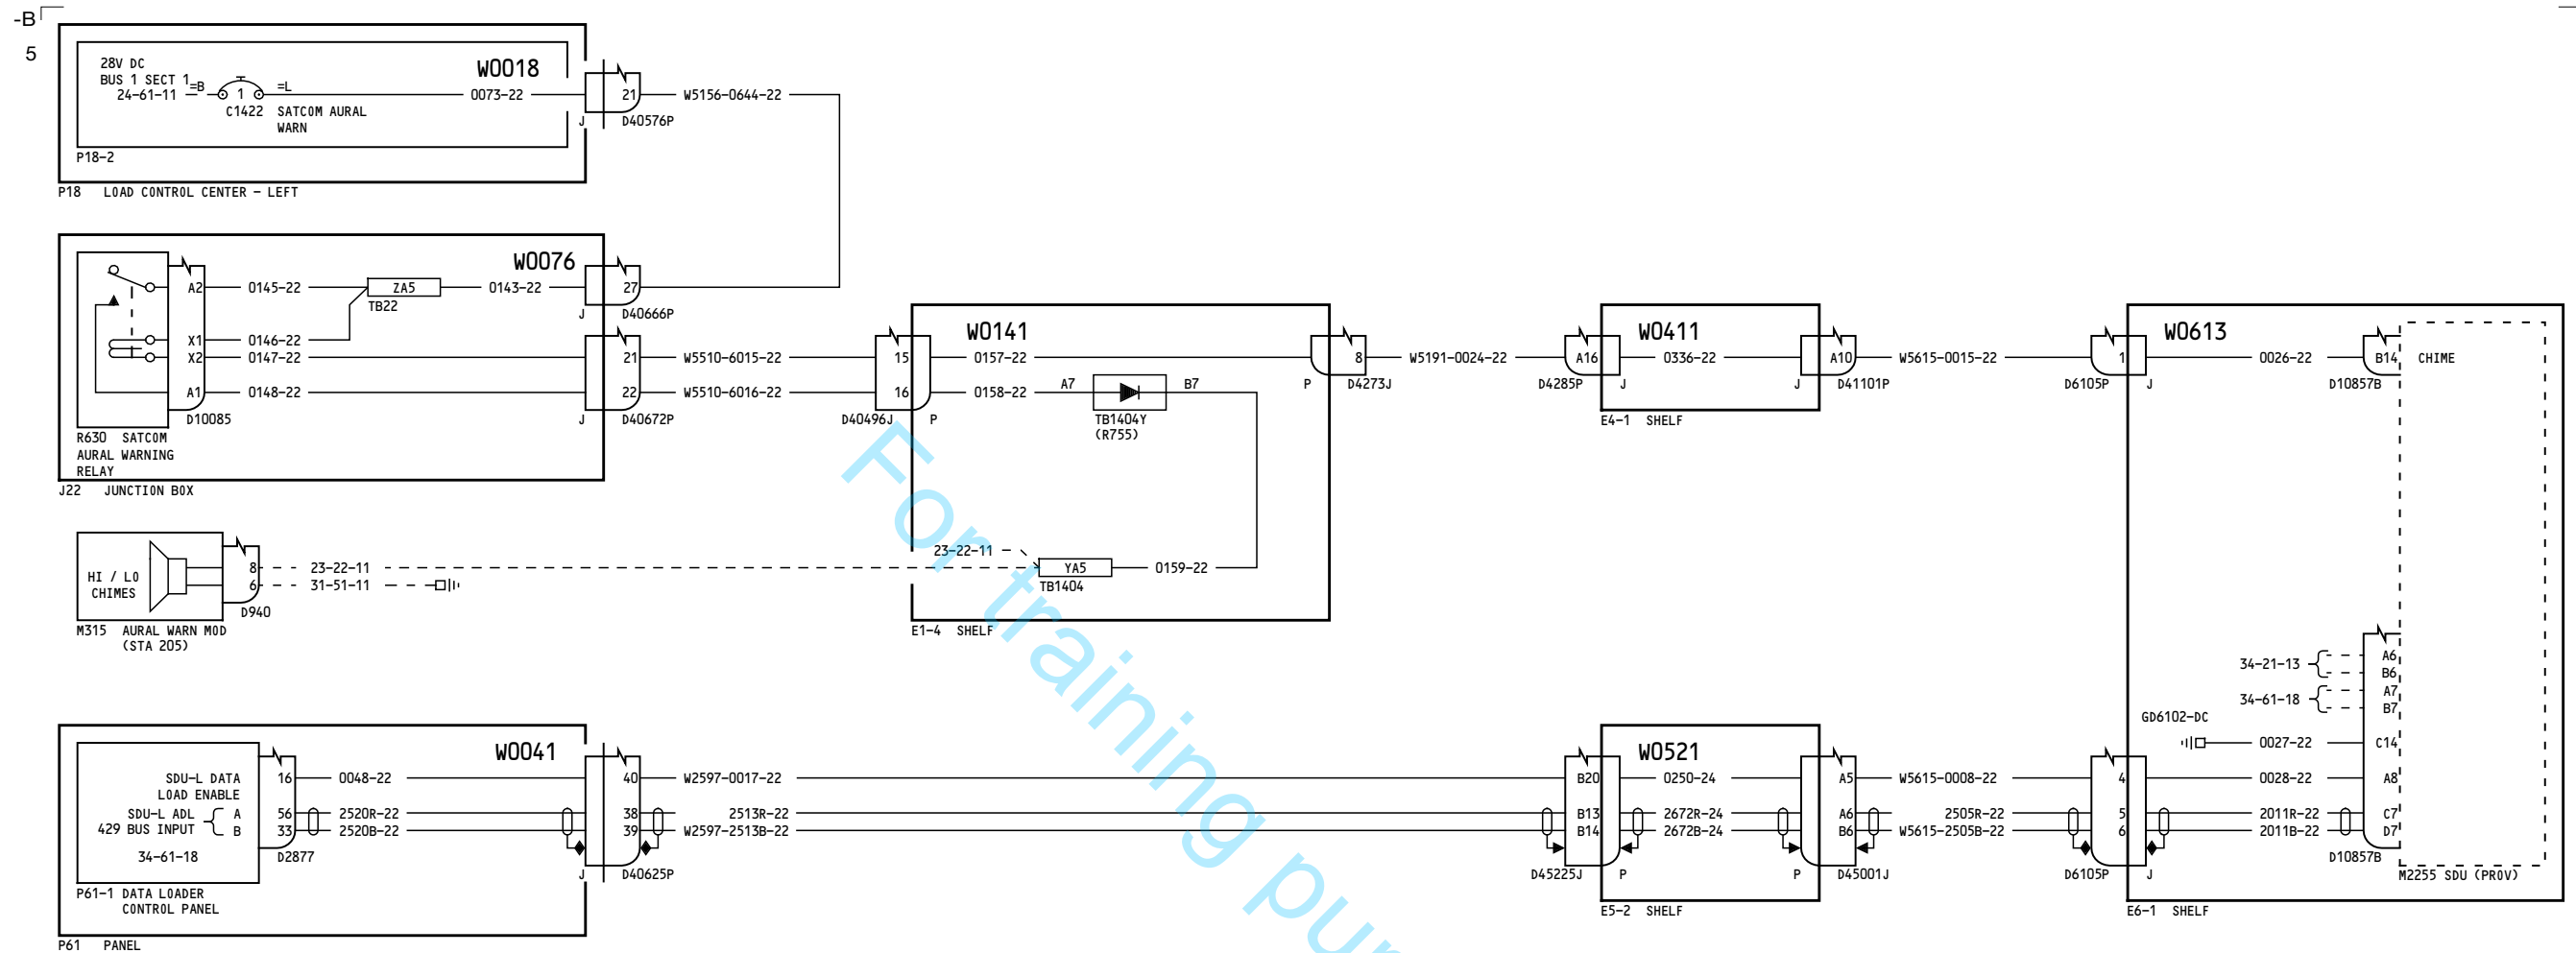 -B
5
28V DC
BUS 1 SECT 1
24-61-11
=B
1
=L
C1422
SATCOM AURAL
WARN
W0018
0073-22
21
W5156-0644-22
J
D40576P
P18-2
P18 LOAD CONTROL CENTER - LEFT
W0076
A2
0145-22
ZA5
TB22
0143-22
27
J
D40666P
X1
0146-22
X2
0147-22
21
W5510-6015-22
A1
0148-22
22
W5510-6016-22
D10085
J
D40672P
R630 SATCOM
AURAL WARNING
RELAY
J22 JUNCTION BOX
W0141
15
0157-22
8
W5191-0024-22
16
0158-22
A7
B7
D40496J
P
TB1404Y
(R755)
P
D4273J
W0411
A16
0336-22
A10
W5615-0015-22
D4285P
J
J
D41101P
E4-1 SHELF
W0613
1
0026-22
B14
CHIME
D6105P
J
D10857B
23-22-11
YA5
0159-22
TB1404
E1-4 SHELF
HI / LO
CHIMES
8
23-22-11
6
31-51-11
D940
M315 AURAL WARN MOD
(STA 205)
34-21-13
A6
B6
34-61-18
A7
B7
GD6102-DC
0027-22
C14
W0041
SDU-L DATA
LOAD ENABLE
16
0048-22
40
W2597-0017-22
SDU-L ADL
429 BUS INPUT
A
B
56
2520R-22
38
2513R-22
33
2520B-22
39
W2597-2513B-22
34-61-18
D2877
J
D40625P
P61-1 DATA LOADER
CONTROL PANEL
P61 PANEL
W0521
B20
0250-24
A5
W5615-0008-22
4
0028-22
A8
B13
2672R-24
A6
2505R-22
5
2011R-22
C7
B14
2672B-24
B6
W5615-2505B-22
6
2011B-22
D7
D45225J
P
P
D45001J
D6105P
J
D10857B
M2255 SDU (PROV)
E5-2 SHELF
E6-1 SHELF
For training pur